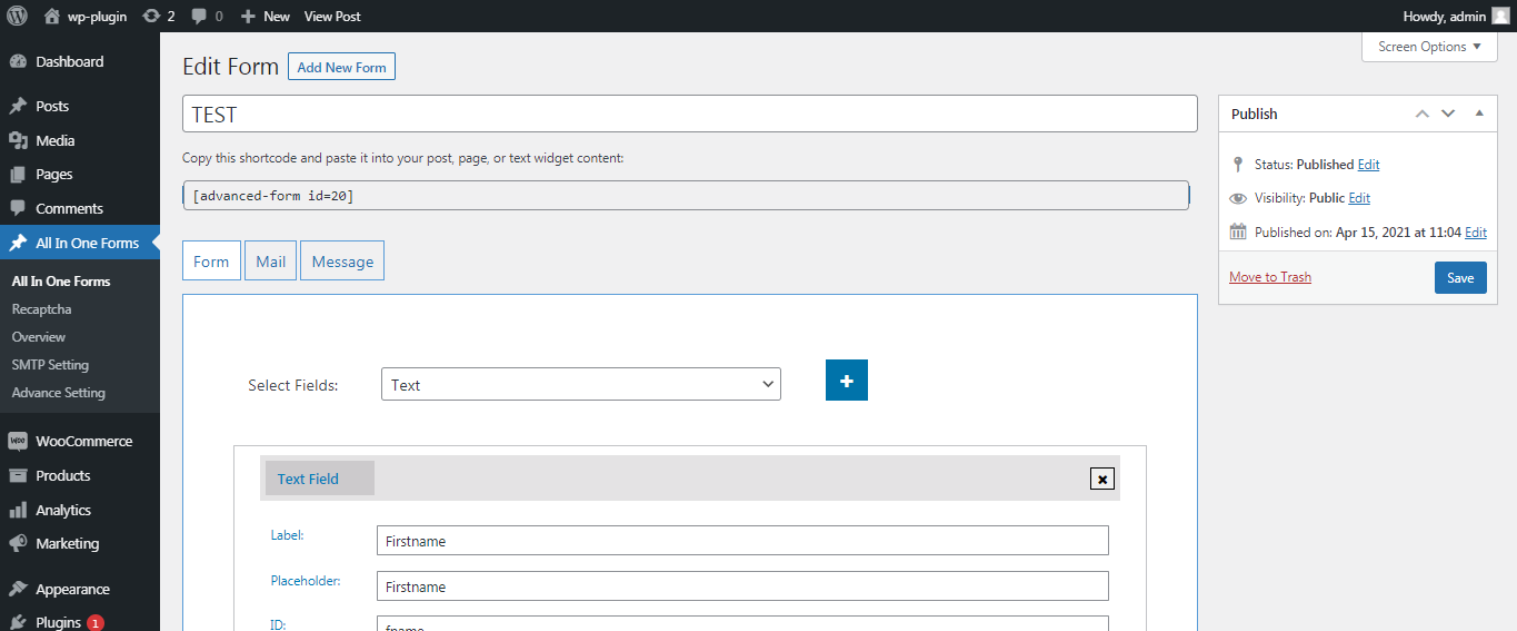 wp-plugin 2 0 + New View Post Howdy, admin
Screen Options ▼
Dashboard
Posts
Media
Pages
Comments
All In One Forms
All In One Forms
Recaptcha
Overview
SMTP Setting
Advance Setting
Woo WooCommerce
Products
Analytics
Marketing
Appearance
Plugins 1
Edit Form Add New Form
TEST
Copy this shortcode and paste it into your post, page, or text widget content:
[advanced-form id=20]
Form Mail Message
Select Fields: Text +
Text Field
Label: Firstname
Placeholder: Firstname
ID: fname
Publish
Status: Published Edit
Visibility: Public Edit
Published on: Apr 15, 2021 at 11:04 Edit
Move to Trash Save